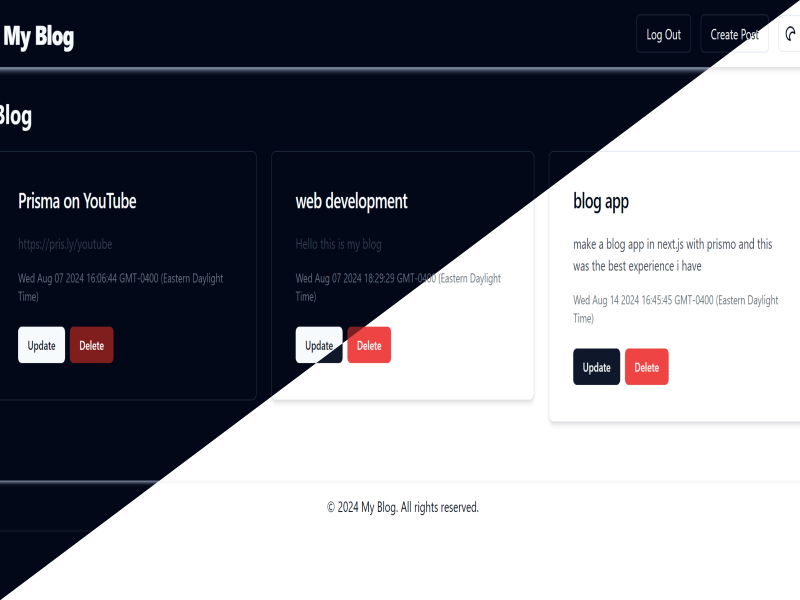 My Blog
Log Out
Create Post
Blog
Prisma on YouTube
https://pris.ly/youtube
Wed Aug 07 2024 16:06:44 GMT-0400 (Eastern Daylight
Time)
Update
Delete
web development
Hello this is my blog
Wed Aug 07 2024 18:29:29 GMT-0400 (Eastern Daylight
Time)
Update
Delete
blog app
make a blog app in next.js with prismo and this
was the best experience i have
Wed Aug 14 2024 16:45:45 GMT-0400 (Eastern Daylight
Time)
Update
Delete
© 2024 My Blog. All rights reserved.